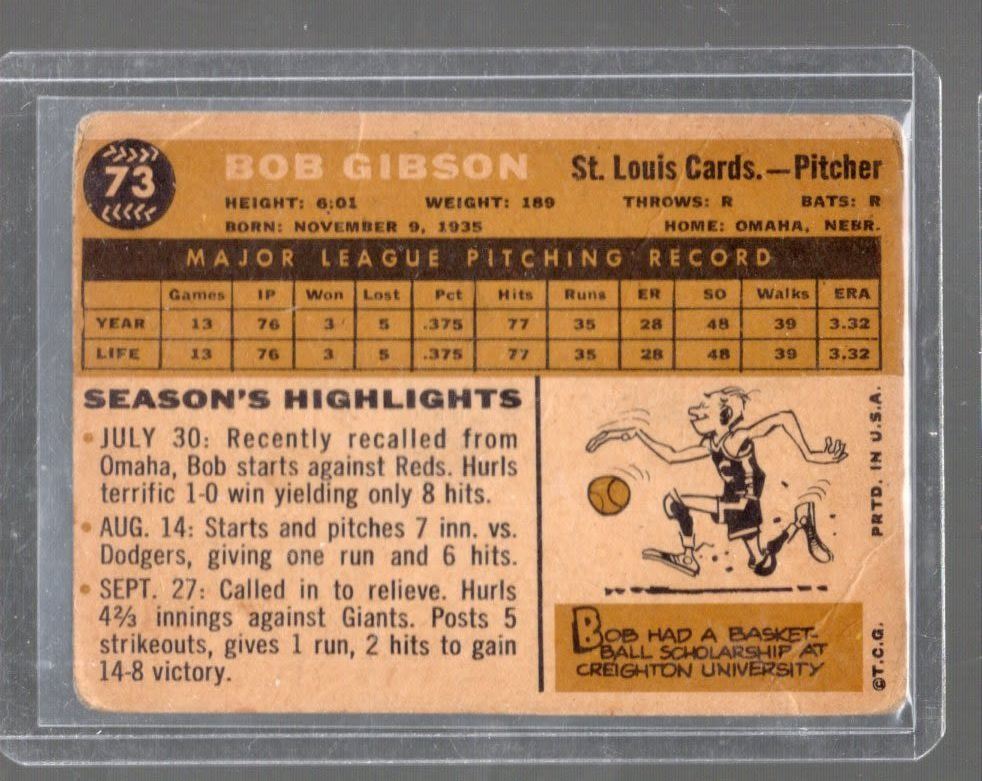 73
BOB GIBSON St. Louis Cards.—Pitcher
HEIGHT: 6:01 WEIGHT: 189 THROWS: R BATS: R
BORN: NOVEMBER 9, 1935 HOME: OMAHA, NEBR.
MAJOR LEAGUE PITCHING RECORD
Games IP Won Lost Pct Hits Runs ER SO Walks ERA
YEAR 13 76 3 5 .375 77 35 28 48 39 3.32
LIFE 13 76 3 5 .375 77 35 28 48 39 3.32
SEASON'S HIGHLIGHTS
• JULY 30: Recently recalled from
Omaha, Bob starts against Reds. Hurls
terrific 1-0 win yielding only 8 hits.
• AUG. 14: Starts and pitches 7 inn. vs.
Dodgers, giving one run and 6 hits.
• SEPT. 27: Called in to relieve. Hurls
4⅔ innings against Giants. Posts 5
strikeouts, gives 1 run, 2 hits to gain
14-8 victory.
BOB HAD A BASKET-
BALL SCHOLARSHIP AT
CREIGHTON UNIVERSITY
©T.C.G. PRTD. IN U.S.A.